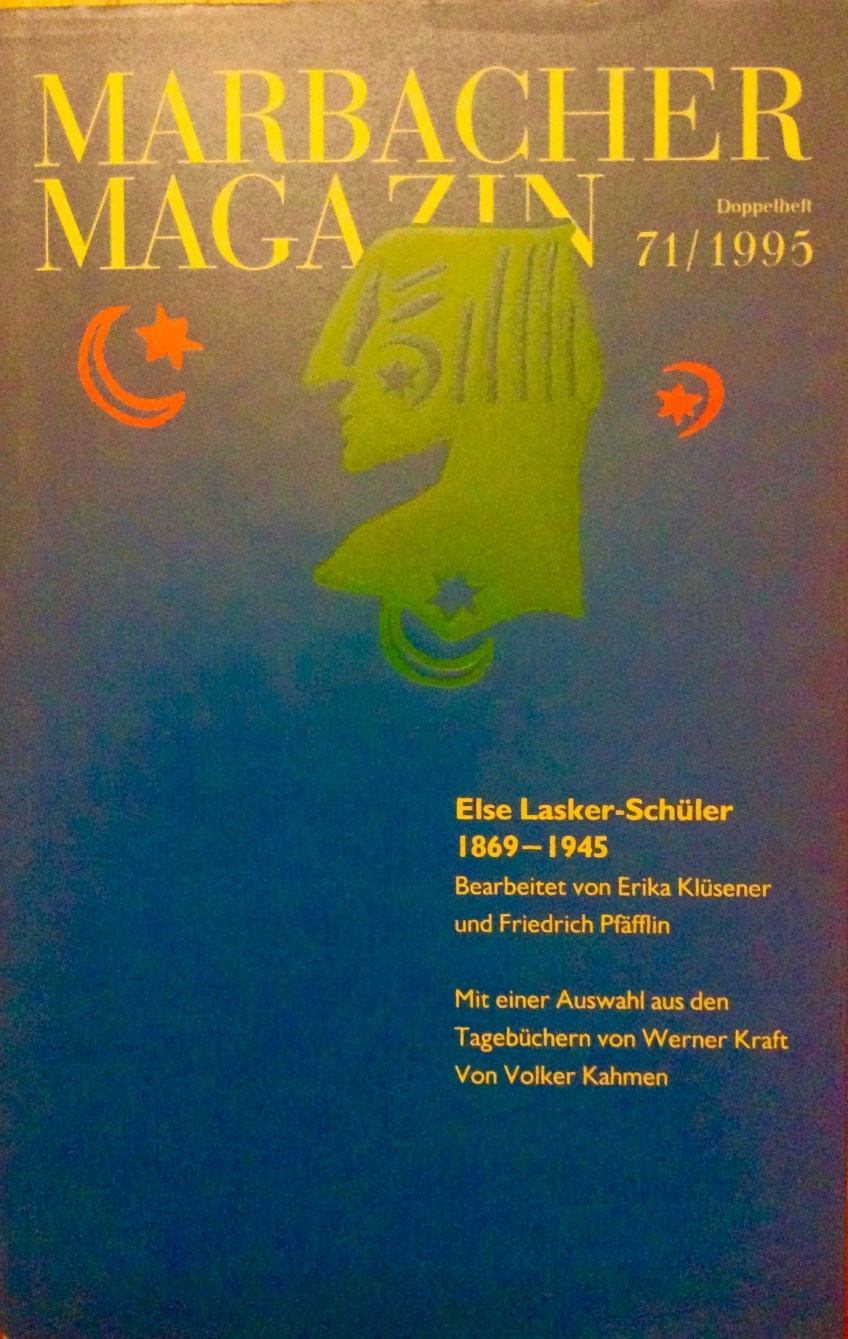 MARBACHER
MAGAZIN
Doppelheft
71/1995
Else Lasker-Schüler
1869–1945
Bearbeitet von Erika Klüsener
und Friedrich Pfäfflin
Mit einer Auswahl aus den
Tagebüchern von Werner Kraft
Von Volker Kahmen